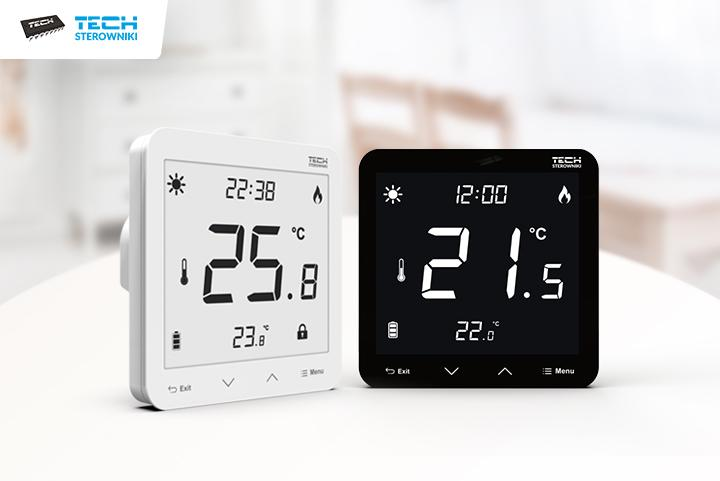 TECH
TECH
STEROWNIKI
TECH
STEROWNIKI
22:38
25.8 °C
23.8 °C
Exit
Menu
TECH
STEROWNIKI
12:00
21.5 °C
22.0 °C
Exit
Menu